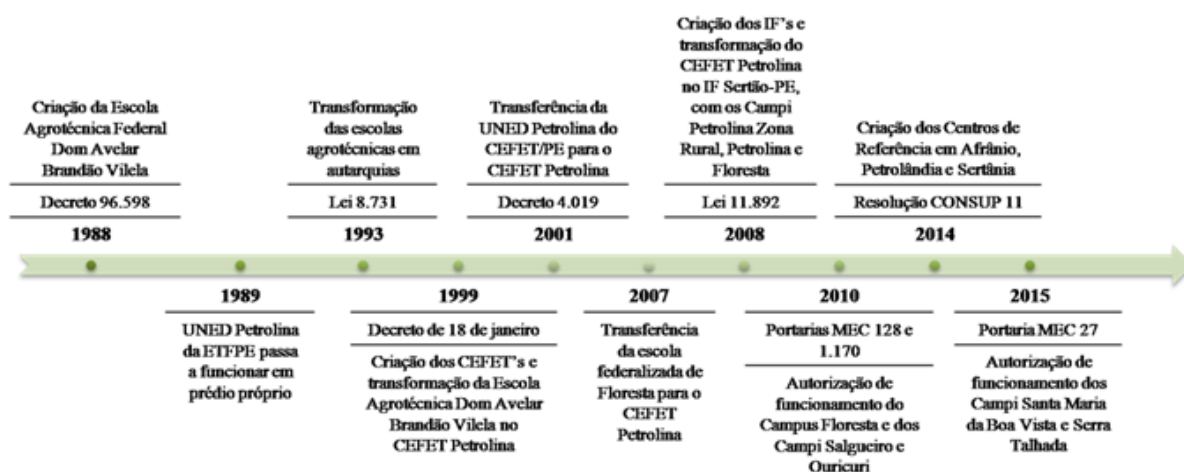 Criação da Escola
Agrotécnica Federal
Dom Avelar
Brandão Vilela
Decreto 96.598
1988
Transformação
das escolas
agrotécnicas em
autarquias
Lei 8.731
1993
Transferência da
UNED Petrolina do
CEFET/PE para o
CEFET Petrolina
Decreto 4.019
2001
Criação dos IF's e
transformação do
CEFET Petrolina
no IF Sertão-PE,
com os Campi
Petrolina Zona
Rural, Petrolina e
Floresta
Lei 11.892
2008
Criação dos Centros de
Referência em Afrânio,
Petrolândia e Sertânia
Resolução CONSUP 11
2014
1989
UNED Petrolina
da ETFPE passa
a funcionar em
prédio próprio
1999
Decreto de 18 de janeiro
Criação dos CEFET's e
transformação da Escola
Agrotécnica Dom Avelar
Brandão Vilela no
CEFET Petrolina
2007
Transferência
da escola
federalizada de
Floresta para o
CEFET
Petrolina
2010
Portarias MEC 128 e
1.170
Autorização de
funcionamento do
Campus Floresta e dos
Campi Salgueiro e
Ouricuri
2015
Portaria MEC 27
Autorização de
funcionamento dos
Campi Santa Maria
da Boa Vista e Serra
Talhada